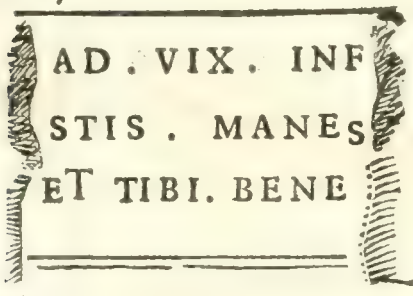 AD . VIX . INF
STIS . MANES
ET TIBI. BENE